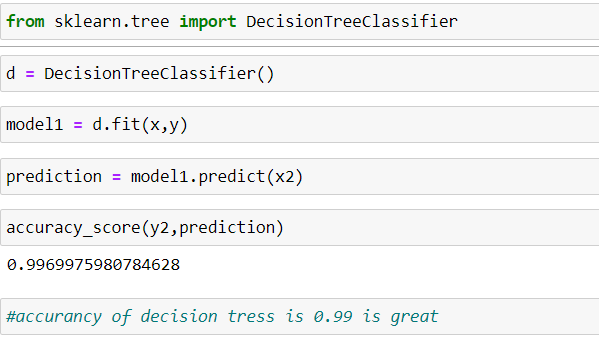 from sklearn.tree import DecisionTreeClassifier
d = DecisionTreeClassifier()
model1 = d.fit(x,y)
prediction = model1.predict(x2)
accuracy_score(y2,prediction)
0.9969975980784628
#accurancy of decision tress is 0.99 is great